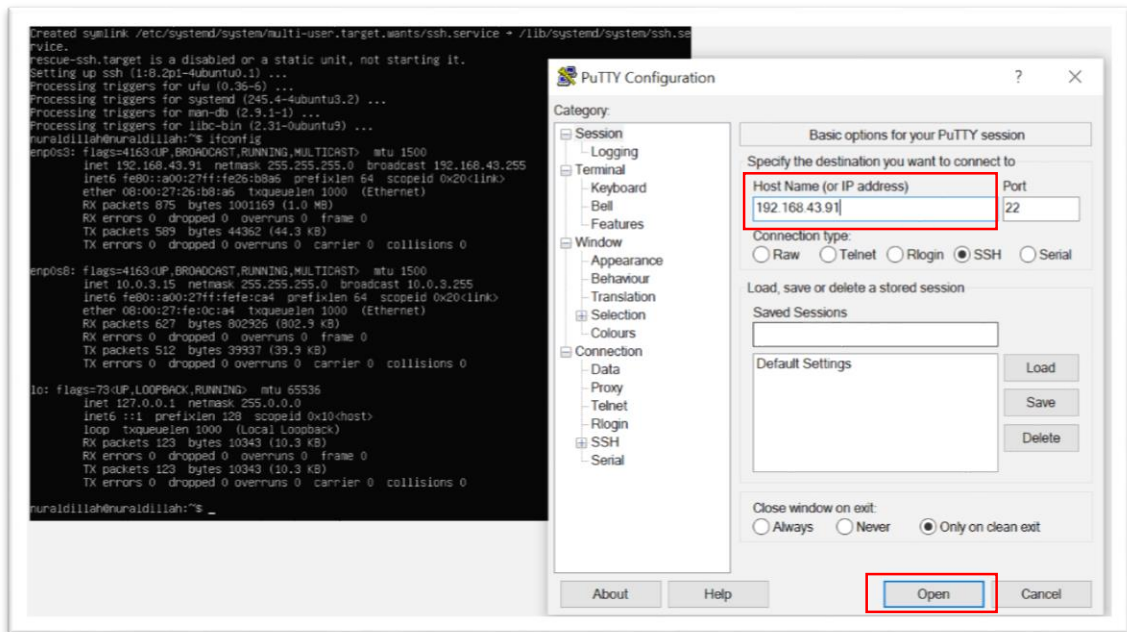 Created symlink /etc/systemd/system/multi-user.target.wants/ssh.service → /lib/systemd/system/ssh.se
rvice.
rescue-ssh.target is a disabled or a static unit, not starting it.
Setting up ssh (1:8.2p1-4ubuntu0.1) ...
Processing triggers for ufw (0.36-6) ...
Processing triggers for systemd (245.4-4ubuntu3.2) ...
Processing triggers for man-db (2.9.1-1) ...
Processing triggers for libc-bin (2.31-0ubuntu9) ...
nuraldillah@nuraldillah:~$ ifconfig
enp0s3: flags=4163<UP,BROADCAST,RUNNING,MULTICAST>  mtu 1500
inet 192.168.43.91  netmask 255.255.255.0  broadcast 192.168.43.255
inet6 fe80::a00:27ff:fe26:b8a6  prefixlen 64  scopeid 0x20<link>
ether 08:00:27:26:b8:a6  txqueuelen 1000  (Ethernet)
RX packets 875  bytes 1001169 (1.0 MB)
RX errors 0  dropped 0  overruns 0  frame 0
TX packets 589  bytes 44362 (44.3 KB)
TX errors 0  dropped 0 overruns 0  carrier 0  collisions 0
enp0s8: flags=4163<UP,BROADCAST,RUNNING,MULTICAST>  mtu 1500
inet 10.0.3.15  netmask 255.255.255.0  broadcast 10.0.3.255
inet6 fe80::a00:27ff:fefe:ca4  prefixlen 64  scopeid 0x20<link>
ether 08:00:27:fe:0c:a4  txqueuelen 1000  (Ethernet)
RX packets 627  bytes 802926 (802.9 KB)
RX errors 0  dropped 0  overruns 0  frame 0
TX packets 512  bytes 39937 (39.9 KB)
TX errors 0  dropped 0 overruns 0  carrier 0  collisions 0
lo: flags=73<UP,LOOPBACK,RUNNING>  mtu 65536
inet 127.0.0.1  netmask 255.0.0.0
inet6 ::1  prefixlen 128  scopeid 0x10<host>
loop  txqueuelen 1000  (Local Loopback)
RX packets 123  bytes 10343 (10.3 KB)
RX errors 0  dropped 0  overruns 0  frame 0
TX packets 123  bytes 10343 (10.3 KB)
TX errors 0  dropped 0 overruns 0  carrier 0  collisions 0
nuraldillah@nuraldillah:~$ _
PuTTY Configuration
Category:
Session
Logging
Terminal
Keyboard
Bell
Features
Window
Appearance
Behaviour
Translation
Selection
Colours
Connection
Data
Proxy
Telnet
Rlogin
SSH
Serial
Basic options for your PuTTY session
Specify the destination you want to connect to
Host Name (or IP address) Port
192.168.43.91 22
Connection type:
Raw Telnet Rlogin SSH Serial
Load, save or delete a stored session
Saved Sessions
Default Settings
Load
Save
Delete
Close window on exit:
Always Never Only on clean exit
About Help Open Cancel